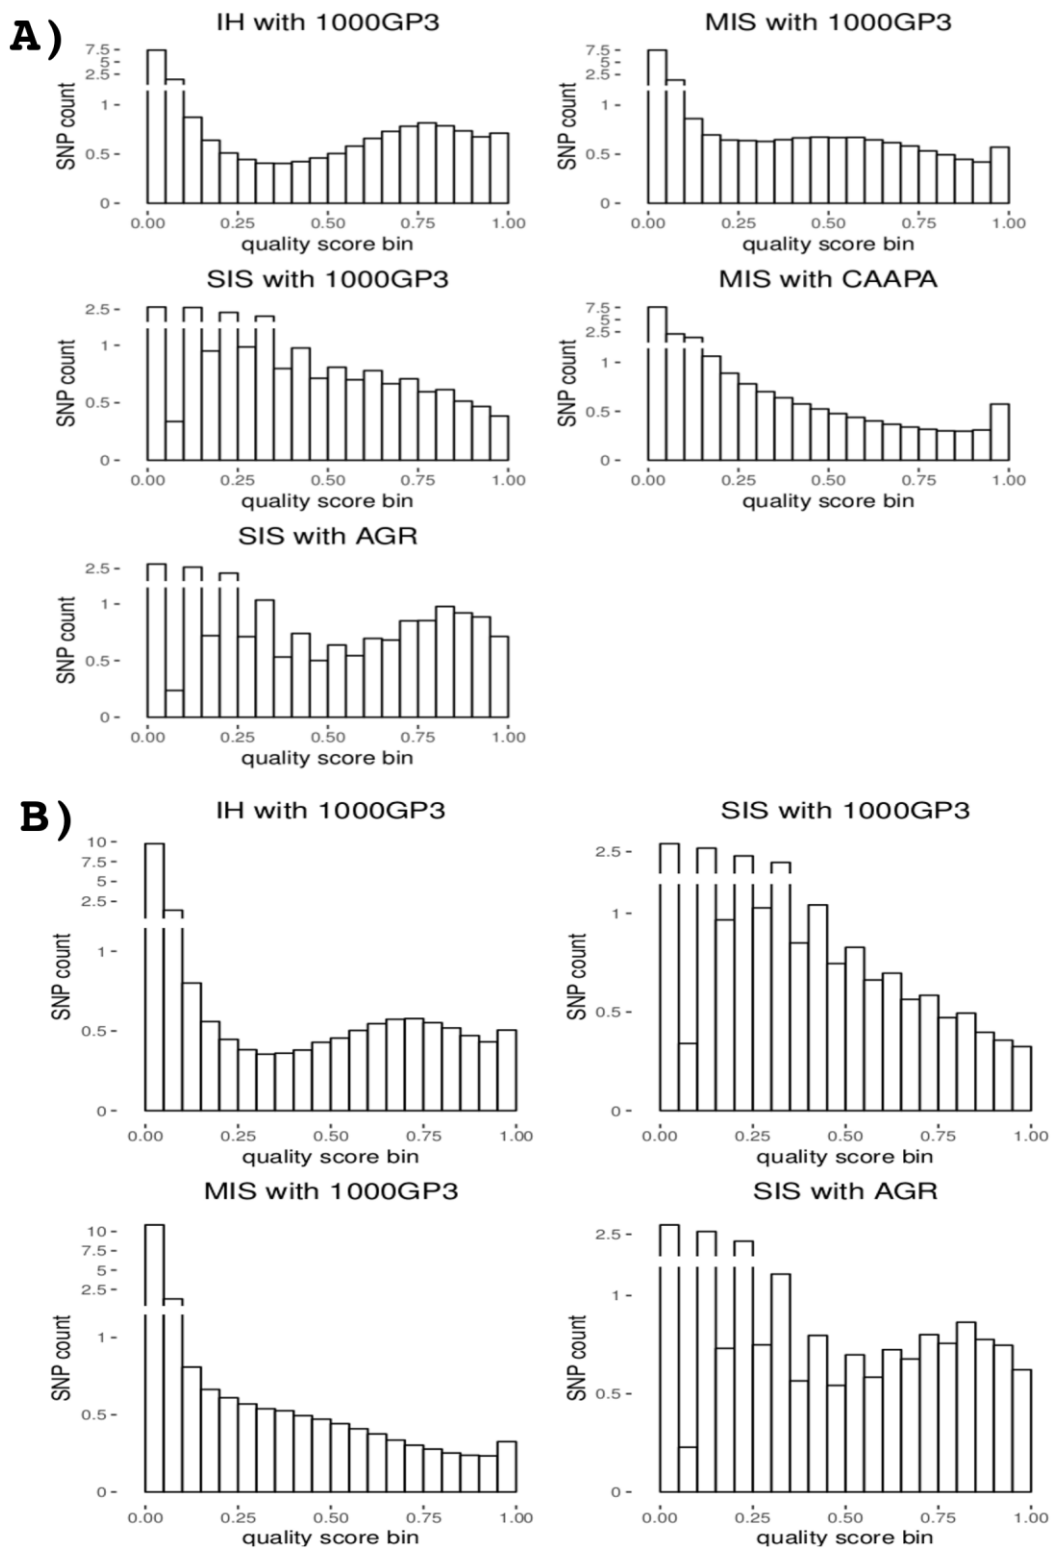 A)
IH with 1000GP3
7.5
5
2.5
1
0.5
0
SNP count
0.00 0.25 0.50 0.75 1.00
quality score bin
MIS with 1000GP3
7.5
5
2.5
1
0.5
0
SNP count
0.00 0.25 0.50 0.75 1.00
quality score bin
SIS with 1000GP3
2.5
1
0.5
0
SNP count
0.00 0.25 0.50 0.75 1.00
quality score bin
MIS with CAAPA
7.5
5
2.5
1
0.5
0
SNP count
0.00 0.25 0.50 0.75 1.00
quality score bin
SIS with AGR
2.5
1
0.5
0
SNP count
0.00 0.25 0.50 0.75 1.00
quality score bin
B)
IH with 1000GP3
10
7.5
5
2.5
1
0.5
0
SNP count
0.00 0.25 0.50 0.75 1.00
quality score bin
SIS with 1000GP3
2.5
1
0.5
0
SNP count
0.00 0.25 0.50 0.75 1.00
quality score bin
MIS with 1000GP3
10
7.5
5
2.5
1
0.5
0
SNP count
0.00 0.25 0.50 0.75 1.00
quality score bin
SIS with AGR
2.5
1
0.5
0
SNP count
0.00 0.25 0.50 0.75 1.00
quality score bin